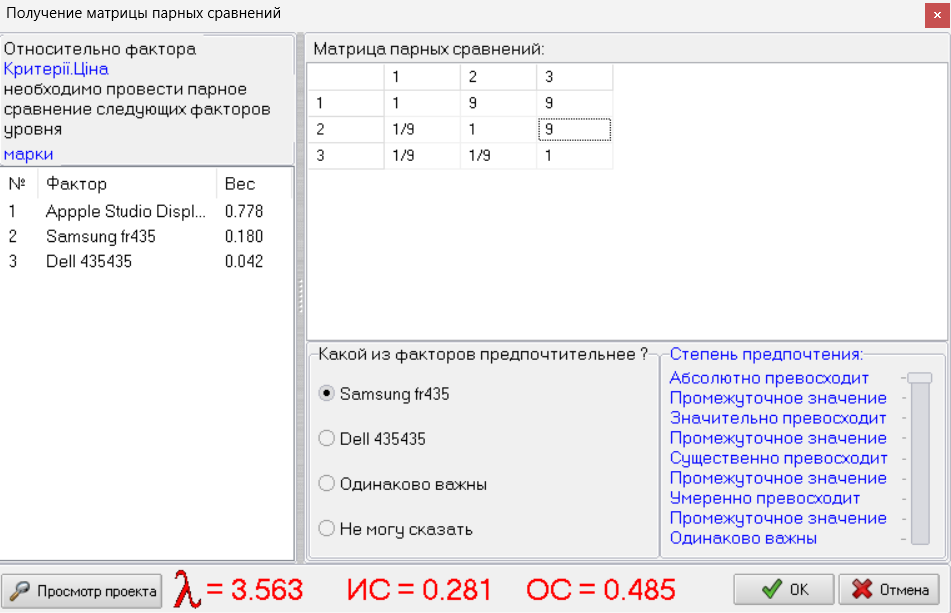 Получение матрицы парных сравнений
Относительно фактора
Критерії.Ціна
необходимо провести парное
сравнение следующих факторов
уровня
марки
№ Фактор Вес
1 Appple Studio Displ... 0.778
2 Samsung fr435 0.180
3 Dell 435435 0.042
Матрица парных сравнений:
1 2 3
1 1 9 9
2 1/9 1 9
3 1/9 1/9 1
Какой из факторов предпочтительнее ?
Samsung fr435
Dell 435435
Одинаково важны
Не могу сказать
Степень предпочтения:
Абсолютно превосходит
Промежуточное значение
Значительно превосходит
Промежуточное значение
Существенно превосходит
Промежуточное значение
Умеренно превосходит
Промежуточное значение
Одинаково важны
Просмотр проекта
λ = 3.563 ИС = 0.281 ОС = 0.485
OK
Отмена